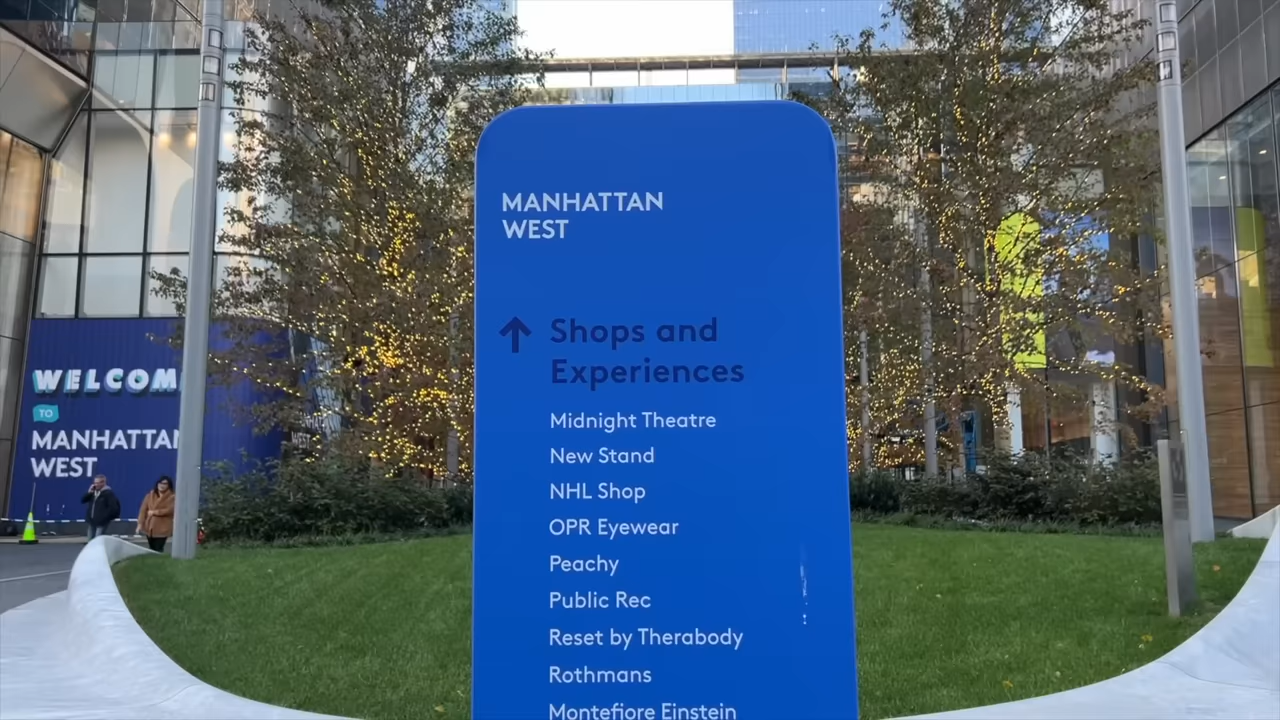 MANHATTAN
WEST
Shops and
Experiences
Midnight Theatre
New Stand
NHL Shop
OPR Eyewear
Peachy
Public Rec
Reset by Therabody
Rothmans
Montefiore Einstein
WELCOM
TO
MANHATTAN
WEST